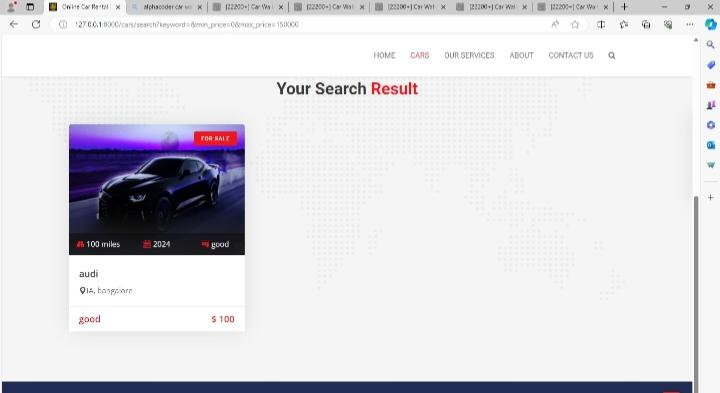 Online Car Rental
alphacoder car wa
[22200+] Car Wal
[22200+] Car Wal
[22200+] Car Wal
[22200+] Car Wal
[22200+] Car Wal
127.0.0.1:8000/cars/search?keyword=&min_price=0&max_price=150000
HOME CARS OUR SERVICES ABOUT CONTACT US
Your Search Result
FOR SALE
100 miles 2024 good
audi
IA, bangalore
good $ 100